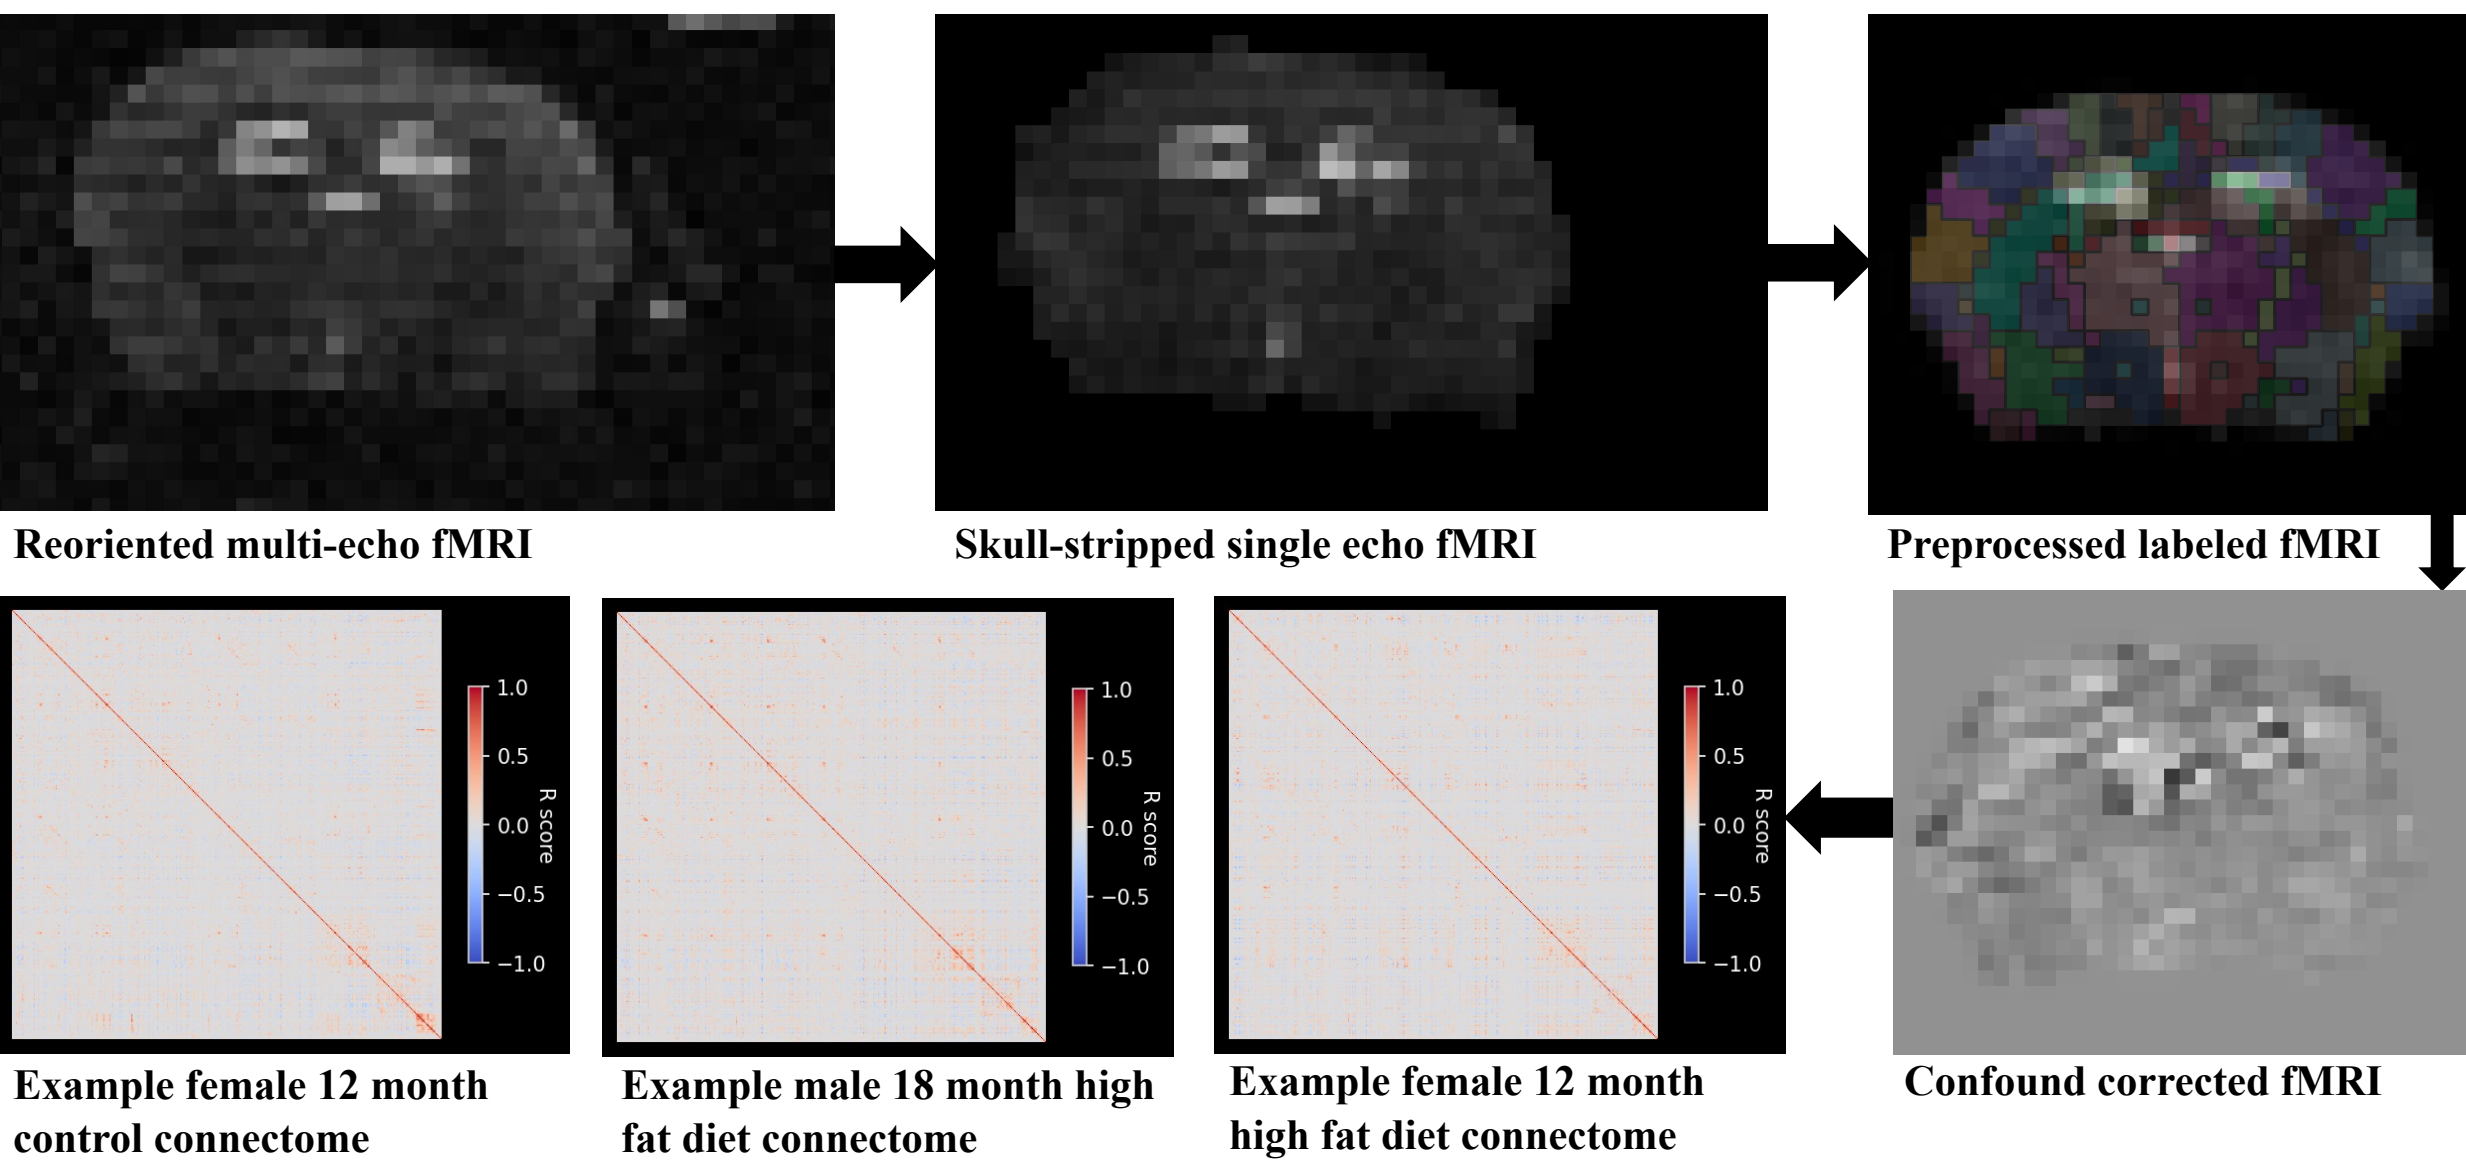 Reoriented multi-echo fMRI
Skull-stripped single echo fMRI
Preprocessed labeled fMRI
1.0
0.5
0.0
−0.5
−1.0
R score
Example female 12 month
control connectome
1.0
0.5
0.0
−0.5
−1.0
R score
Example male 18 month high
fat diet connectome
1.0
0.5
0.0
−0.5
−1.0
R score
Example female 12 month
high fat diet connectome
Confound corrected fMRI